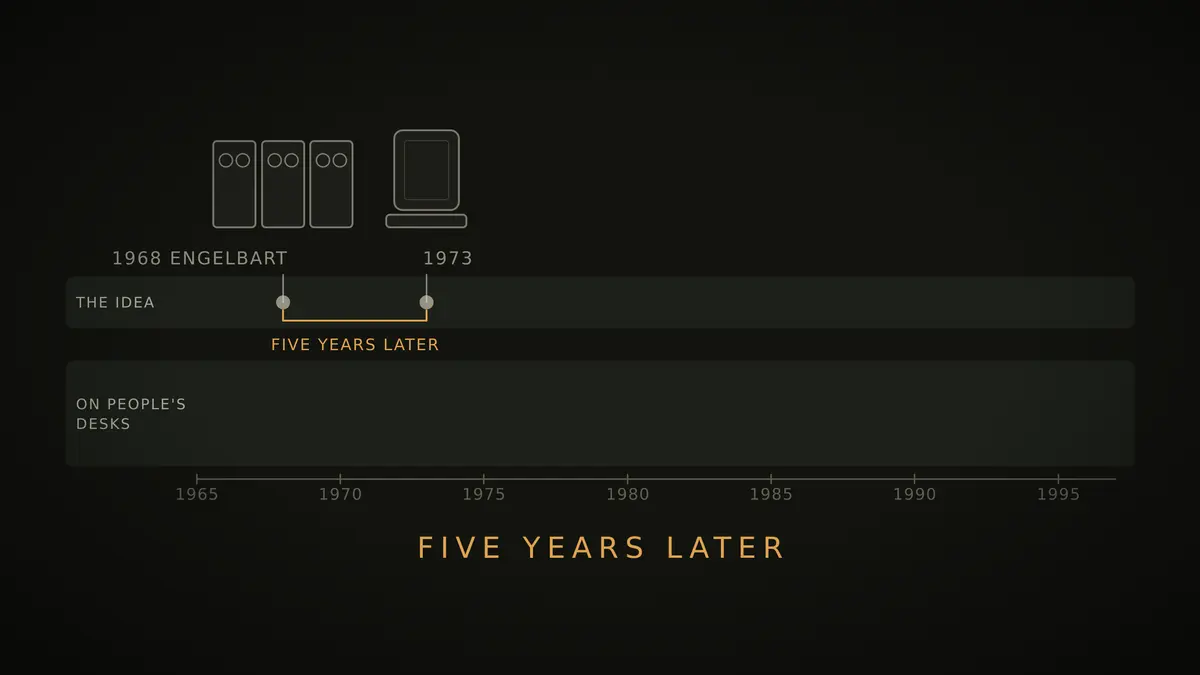 1968 ENGELBART
1973
THE IDEA
FIVE YEARS LATER
ON PEOPLE'S
DESKS
1965
1970
1975
1980
1985
1990
1995
FIVE YEARS LATER